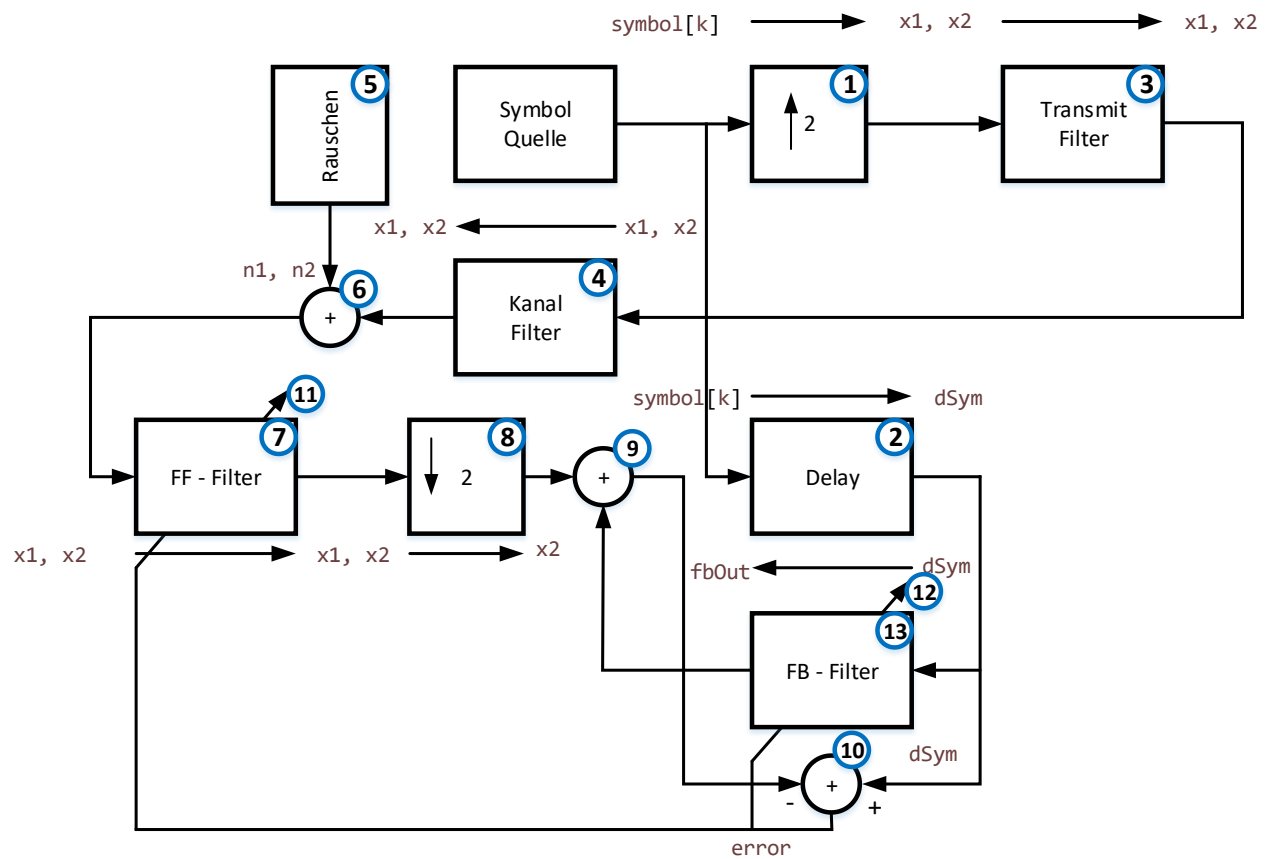 symbol[k]
x1, x2
x1, x2
5
Rauschen
Symbol
Quelle
1
2
3
Transmit
Filter
x1, x2
x1, x2
n1, n2
6
+
4
Kanal
Filter
11
symbol[k]
dSym
7
FF - Filter
8
2
9
+
2
Delay
x1, x2
x1, x2
x2
fbOut
dSym
12
13
FB - Filter
10
dSym
+
-
+
error